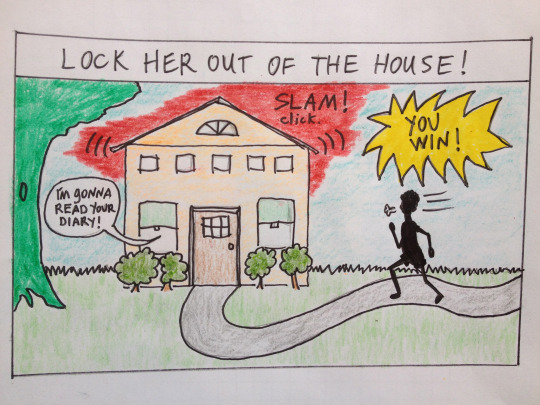 LOCK HER OUT OF THE HOUSE!
SLAM!
click.
YOU
WIN!
I'M GONNA
READ YOUR
DIARY!